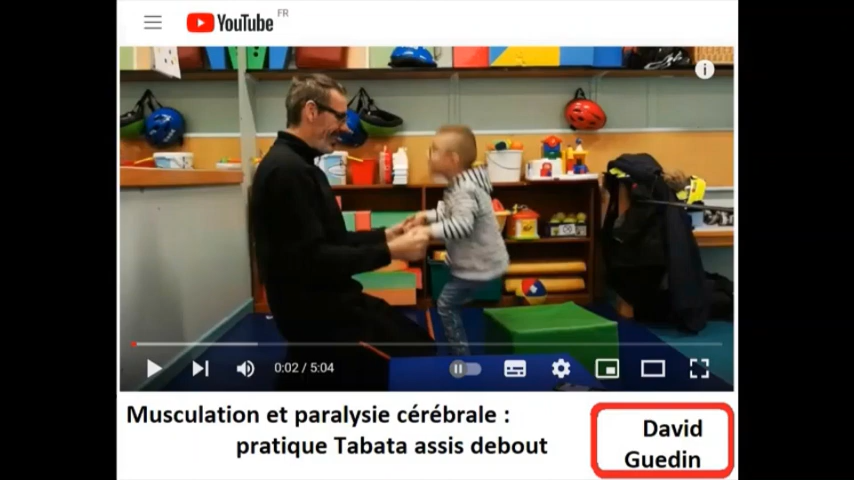 YouTube FR
0:02 / 5:04
Musculation et paralysie cérébrale :
pratique Tabata assis debout
David
Guedin